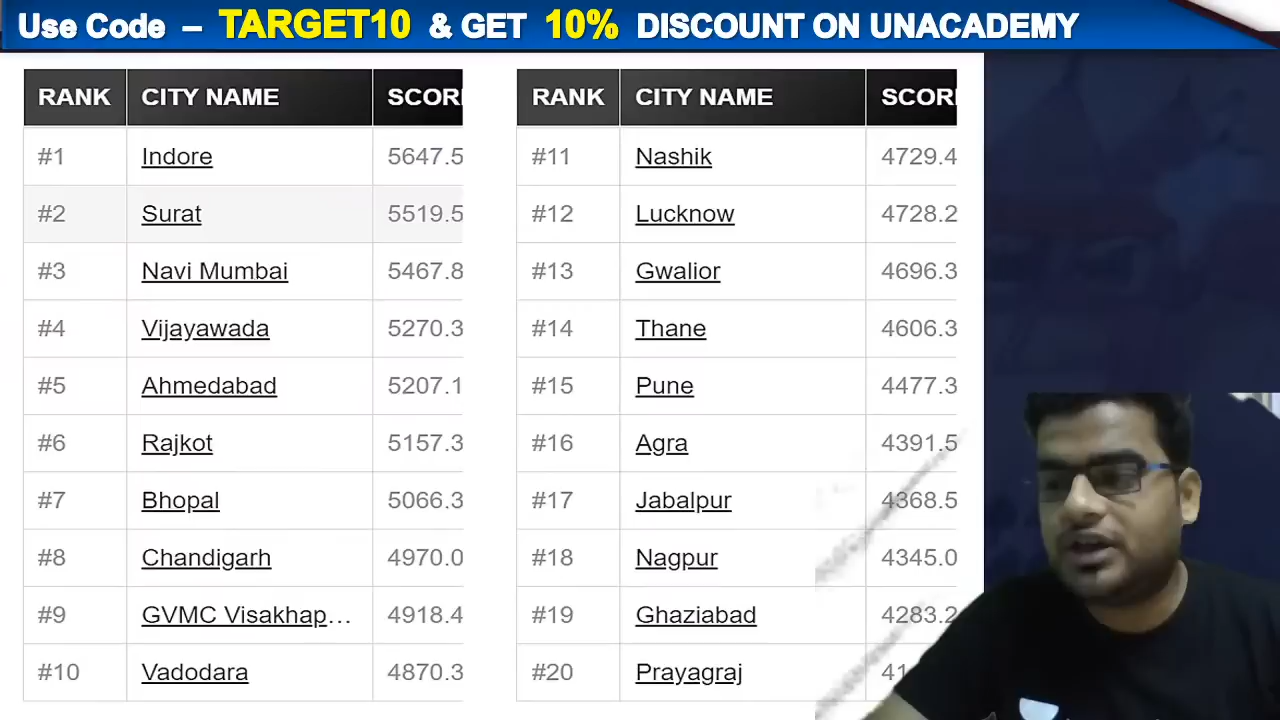 Use Code – TARGET10 & GET 10% DISCOUNT ON UNACADEMY
RANK CITY NAME
#1 Indore 5647.5
#2 Surat 5519.5
#3 Navi Mumbai 5467.8
#4 Vijayawada 5270.3
#5 Ahmedabad 5207.1
#6 Rajkot 5157.3
#7 Bhopal 5066.3
#8 Chandigarh 4970.0
#9 GVMC Visakhap... 4918.4
#10 Vadodara 4870.3
RANK CITY NAME
#11 Nashik 4729.4
#12 Lucknow 4728.2
#13 Gwalior 4696.3
#14 Thane 4606.3
#15 Pune 4477.3
#16 Agra 4391.5
#17 Jabalpur 4368.5
#18 Nagpur 4345.0
#19 Ghaziabad 4283.2
#20 Prayagraj